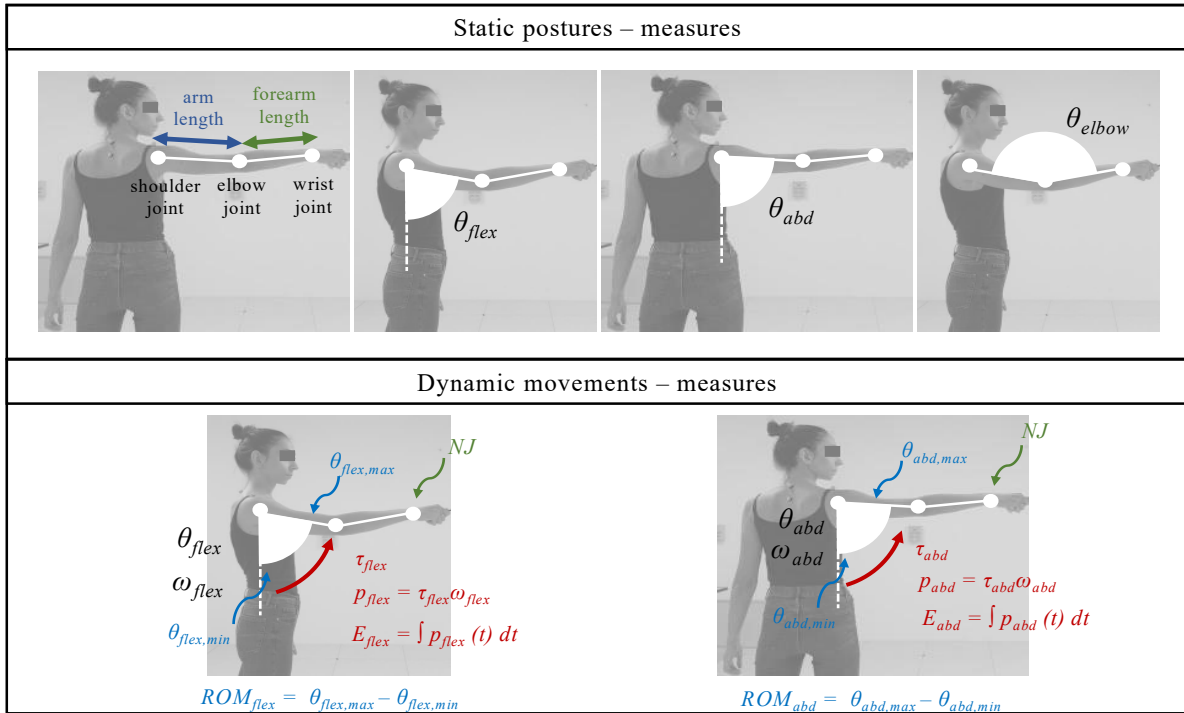 Static postures – measures
arm
length
forearm
length
shoulder
joint
elbow
joint
wrist
joint
θflex
θabd
θelbow
Dynamic movements – measures
θflex,max
NJ
θflex
ωflex
τflex
pflex = τflexωflex
Eflex = ∫ pflex (t) dt
θflex,min
ROMflex = θflex,max – θflex,min
θabd,max
NJ
θabd
ωabd
τabd
pabd = τabdωabd
Eabd = ∫ pabd (t) dt
θabd,min
ROMabd = θabd,max – θabd,min